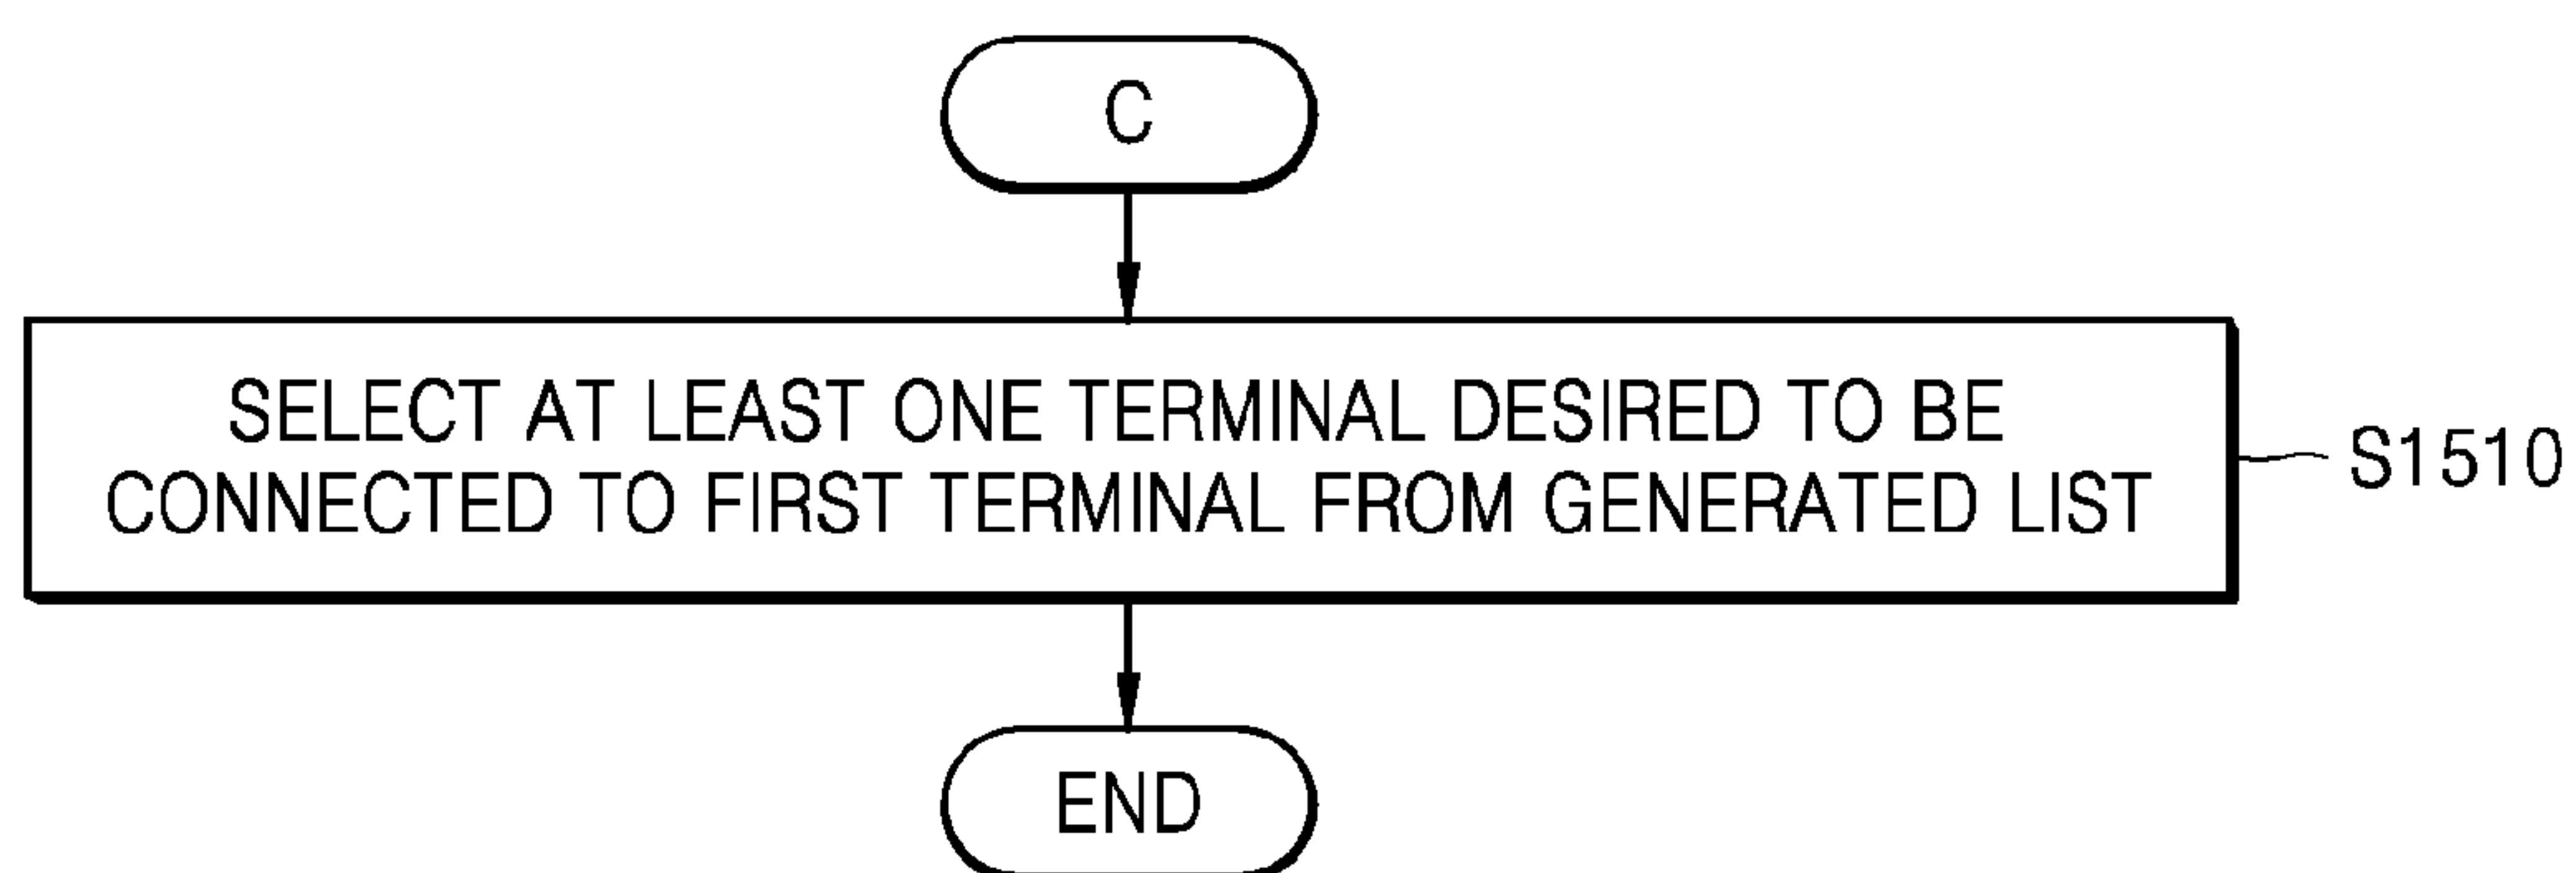 C
SELECT AT LEAST ONE TERMINAL DESIRED TO BE
CONNECTED TO FIRST TERMINAL FROM GENERATED LIST
S1510
END